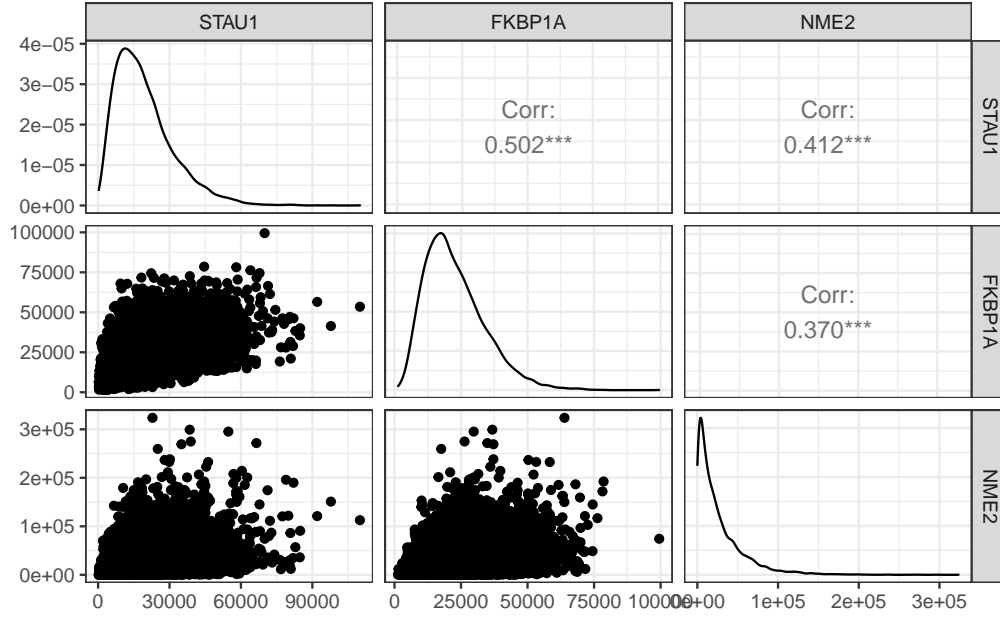 STAU1 FKBP1A NME2
4e−05
3e−05
2e−05
1e−05
0e+00
Corr:
0.502***
Corr:
0.412***
STAU1
100000
75000
50000
25000
0
Corr:
0.370***
FKBP1A
3e+05
2e+05
1e+05
0e+00
NME2
0 30000 60000 90000 0 25000 50000 75000 100000 0e+00 1e+05 2e+05 3e+05